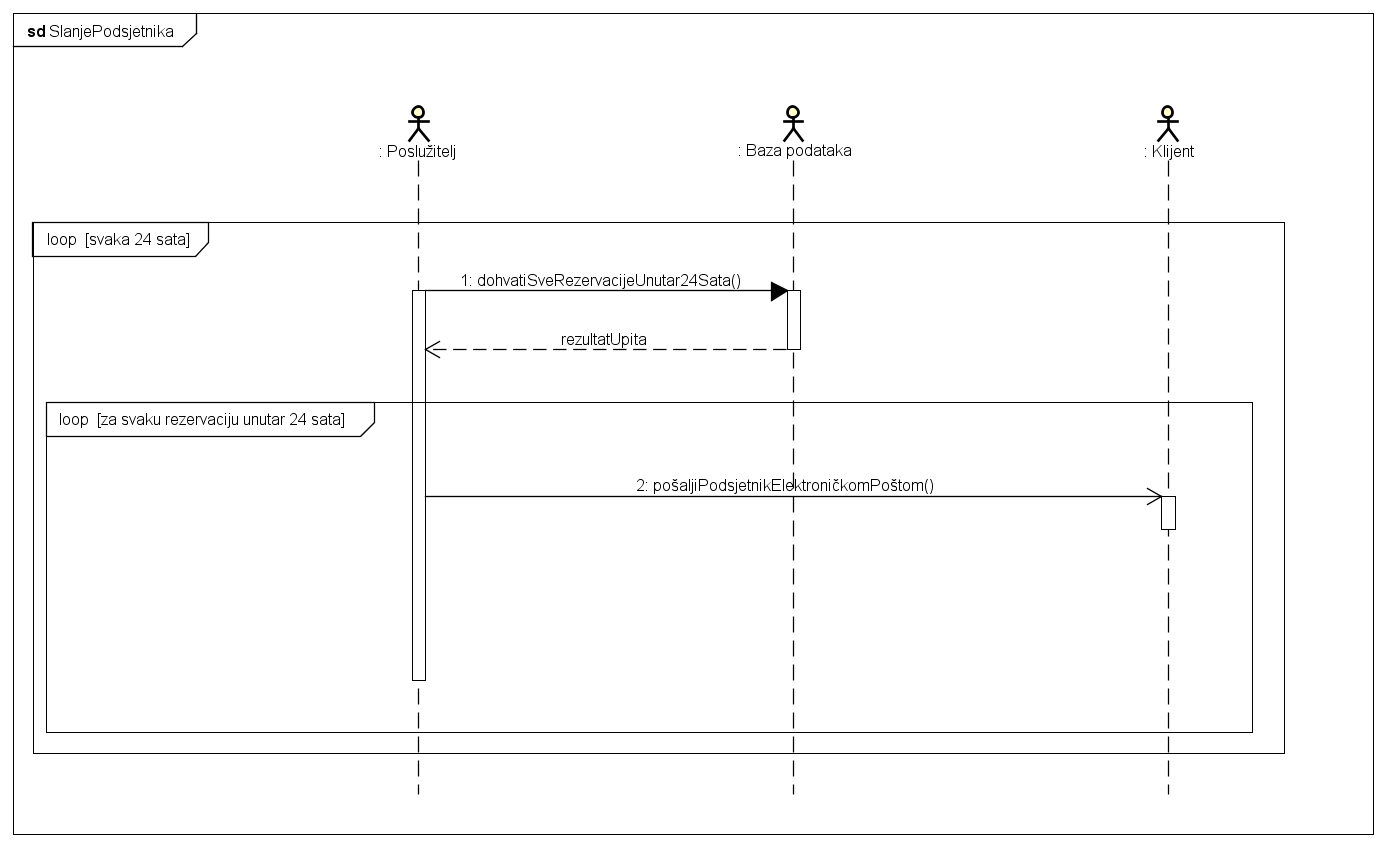 sd SlanjePodsjetnika
: Poslužitelj
: Baza podataka
: Klijent
loop [svaka 24 sata]
1: dohvatiSveRezervacijeUnutar24Sata()
rezultatUpita
loop [za svaku rezervaciju unutar 24 sata]
2: pošaljiPodsjetnikElektroničkomPoštom()